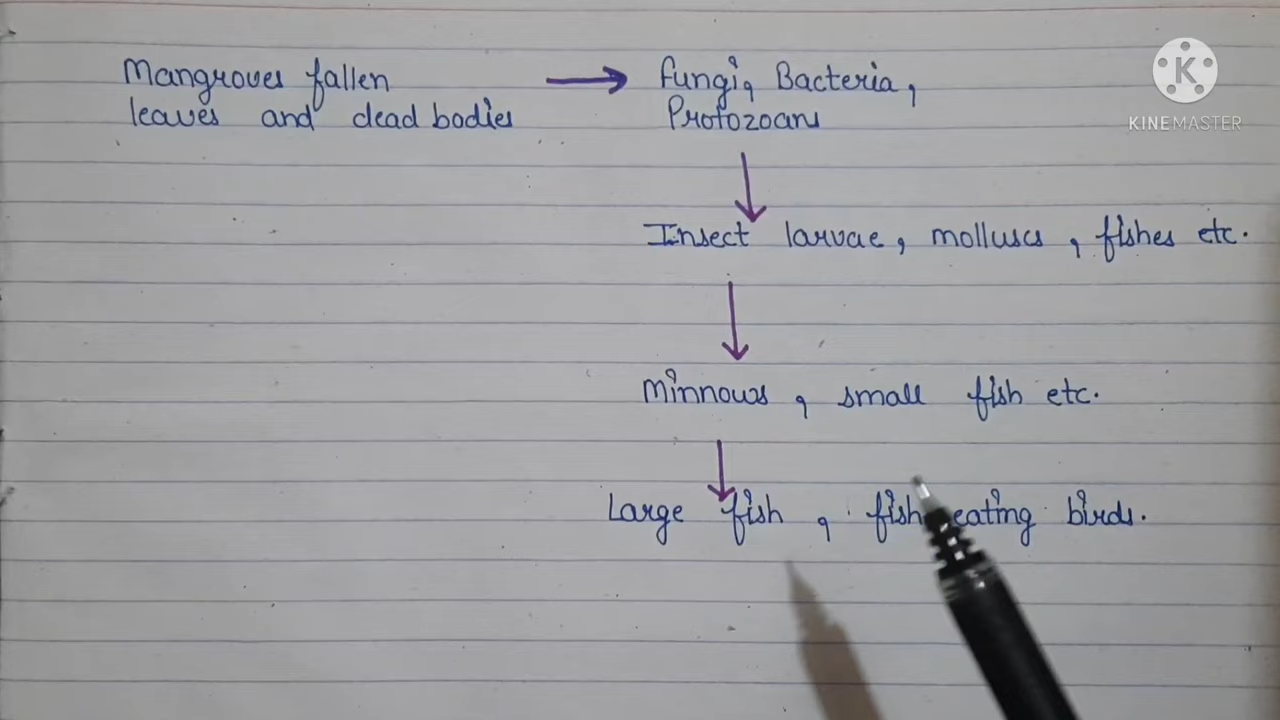 Mangroves fallen
leaves and dead bodies
Fungi, Bacteria,
Protozoans
Insect larvae, molluscs, fishes etc.
Minnows, small fish etc.
Large fish, fish eating birds.
K
KINEMASTER